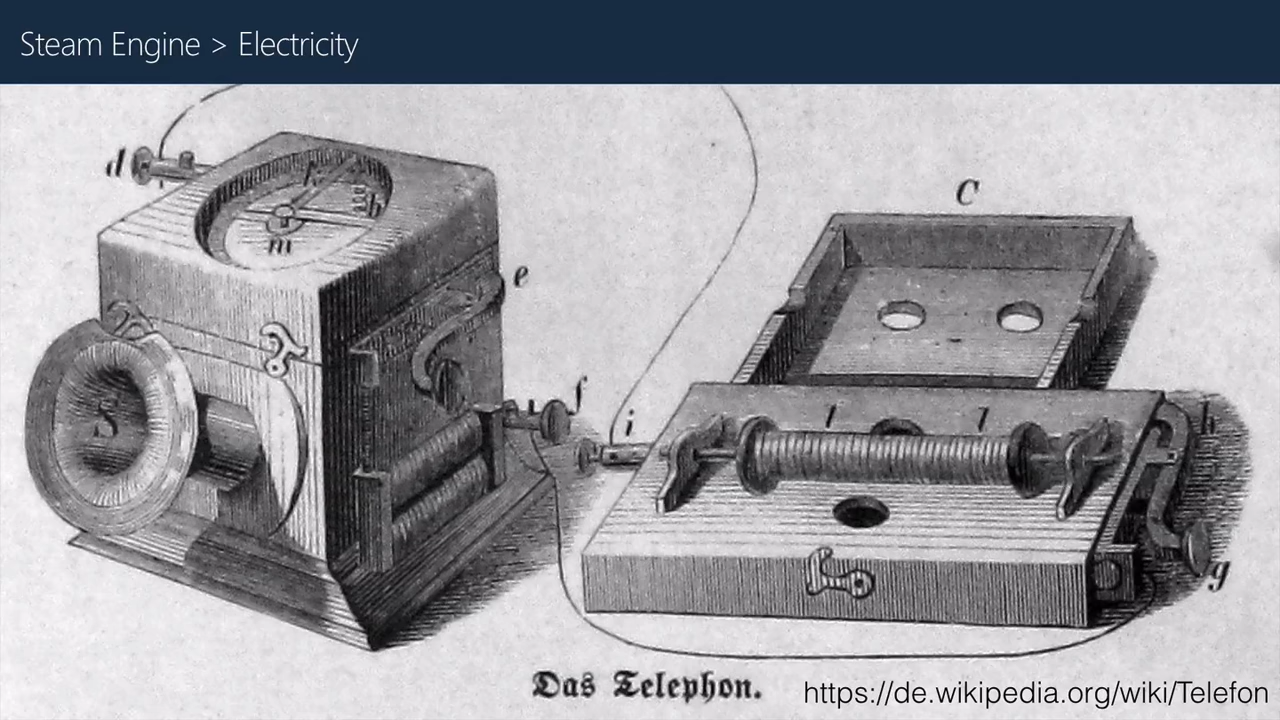 Steam Engine > Electricity
d
k
b
m
e
C
S
f
i
l
l
h
g
Das Telephon.
https://de.wikipedia.org/wiki/Telefon